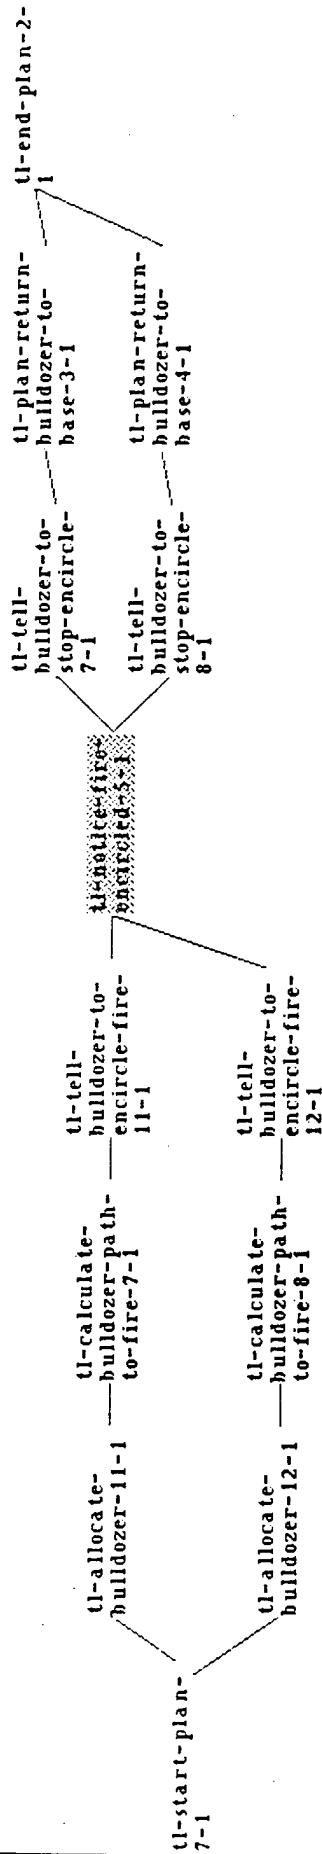 tl-start-plan-
7-1
tl-allocate-
bulldozer-11-1
tl-calculate-
bulldozer-path-
to-fire-7-1
tl-tell-
bulldozer-to-
encircle-fire-
11-1
tl-allocate-
bulldozer-12-1
tl-calculate-
bulldozer-path-
to-fire-8-1
tl-tell-
bulldozer-to-
encircle-fire-
12-1
tl-notice-fire-
encircled-5-1
tl-tell-
bulldozer-to-
stop-encircle-
7-1
tl-plan-return-
bulldozer-to-
base-3-1
tl-tell-
bulldozer-to-
stop-encircle-
8-1
tl-plan-return-
bulldozer-to-
base-4-1
tl-end-plan-2-
1